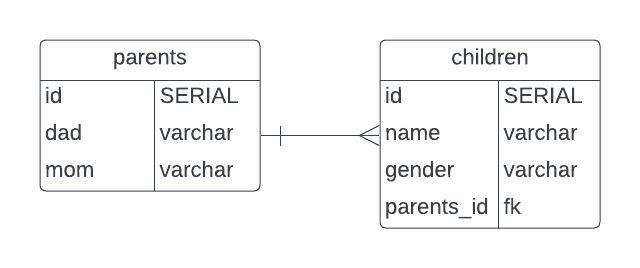 parents
id SERIAL
dad varchar
mom varchar
children
id SERIAL
name varchar
gender varchar
parents_id fk